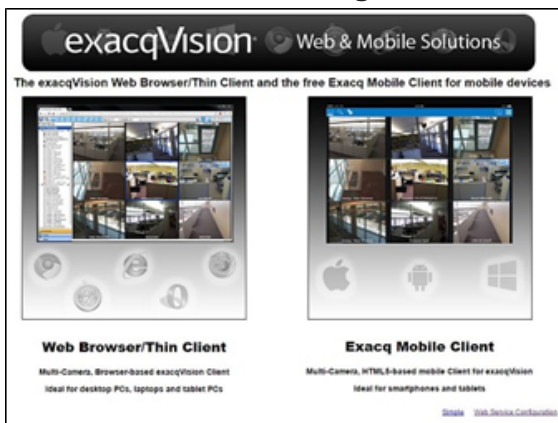 exacqVision Web & Mobile Solutions
The exacqVision Web Browser/Thin Client and the free Exacq Mobile Client for mobile devices
Web Browser/Thin Client
Multi-Camera, Browser-based exacqVision Client
Ideal for desktop PCs, laptops and tablet PCs
Exacq Mobile Client
Multi-Camera, HTML5-based mobile Client for exacqVision
Ideal for smartphones and tablets
Simple Web Service Configuration